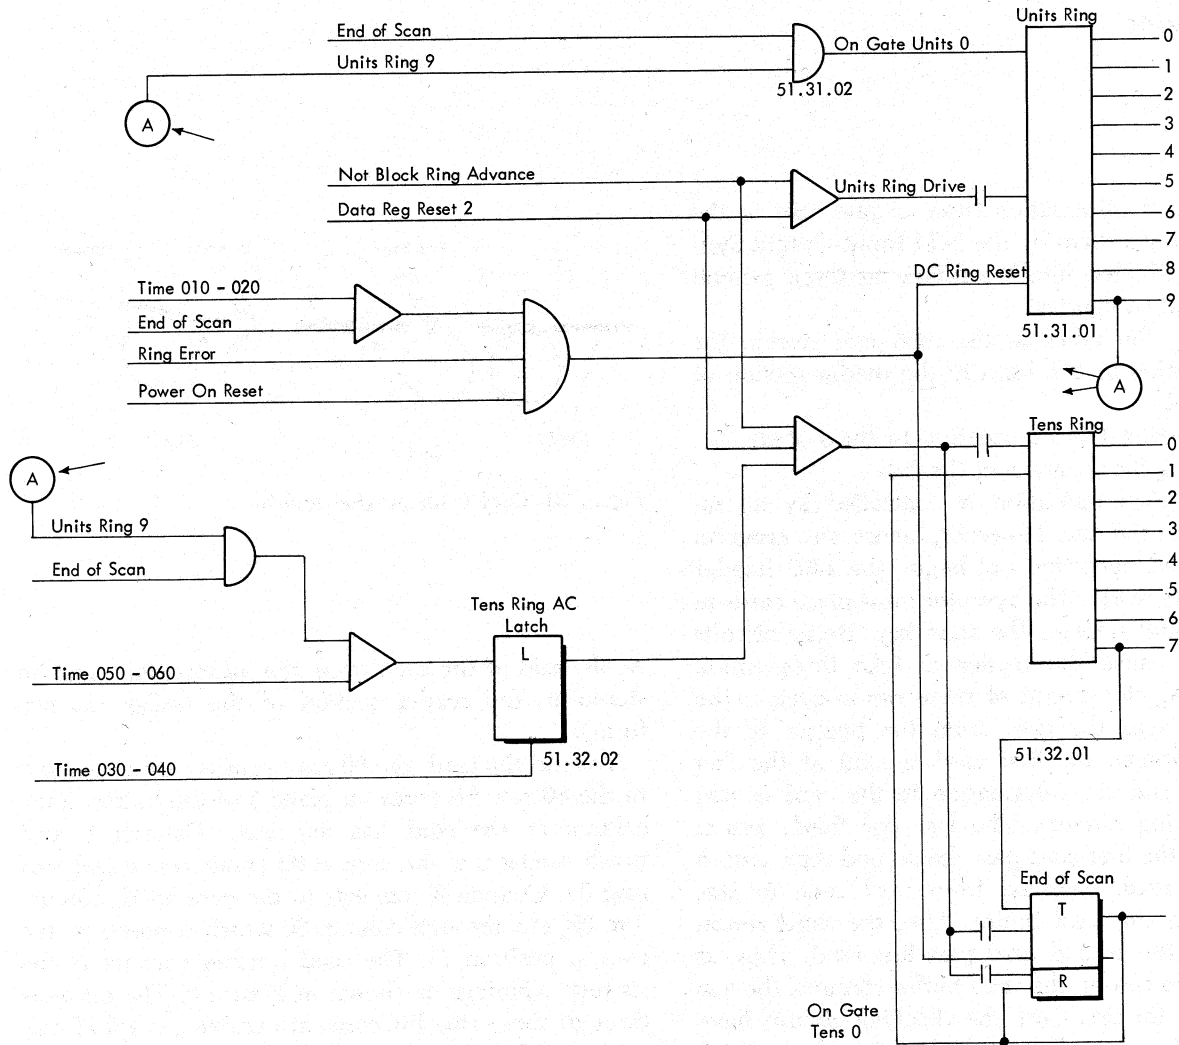 Units Ring
End of Scan
On Gate Units 0
0
Units Ring 9
1
51.31.02
2
A
3
4
Not Block Ring Advance
Units Ring Drive
5
Data Reg Reset 2
6
7
DC Ring Reset
8
Time 010 - 020
9
End of Scan
51.31.01
Ring Error
Power On Reset
A
Tens Ring
0
A
1
2
Units Ring 9
3
End of Scan
4
5
Tens Ring AC
Latch
6
L
7
Time 050 - 060
51.32.02
51.32.01
Time 030 - 040
End of Scan
T
R
On Gate
Tens 0